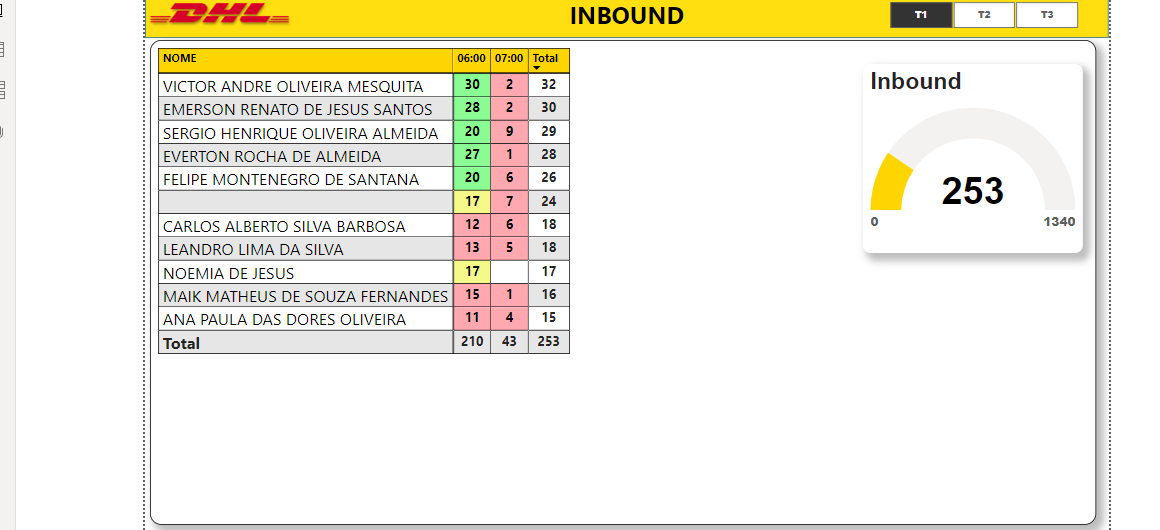 DHL INBOUND T1 T2 T3
NOME 06:00 07:00 Total
VICTOR ANDRE OLIVEIRA MESQUITA 30 2 32
EMERSON RENATO DE JESUS SANTOS 28 2 30
SERGIO HENRIQUE OLIVEIRA ALMEIDA 20 9 29
EVERTON ROCHA DE ALMEIDA 27 1 28
FELIPE MONTENEGRO DE SANTANA 20 6 26
17 7 24
CARLOS ALBERTO SILVA BARBOSA 12 6 18
LEANDRO LIMA DA SILVA 13 5 18
NOEMIA DE JESUS 17 17
MAIK MATHEUS DE SOUZA FERNANDES 15 1 16
ANA PAULA DAS DORES OLIVEIRA 11 4 15
Total 210 43 253
Inbound
253
0 1340